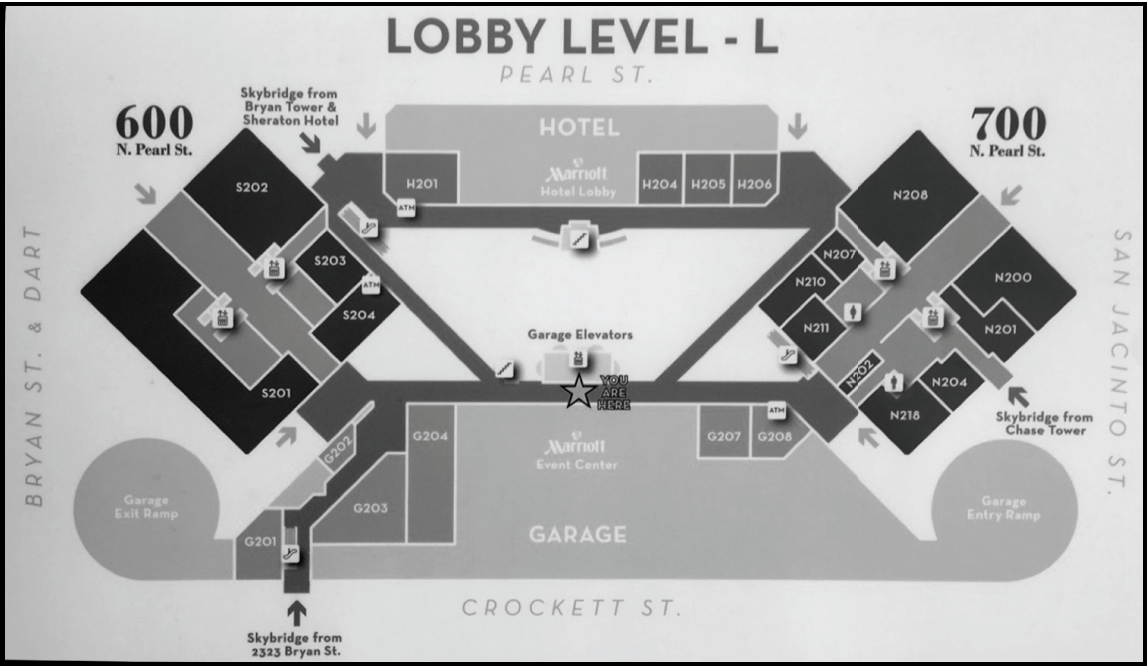 LOBBY LEVEL - L
PEARL ST.
Skybridge from
Bryan Tower &
Sheraton Hotel
600
N. Pearl St.
700
N. Pearl St.
HOTEL
Marriott
Hotel Lobby
H201
H204
H205
H206
ATM
S202
S203
S204
S201
ATM
N208
N207
N210
N211
N200
N201
N202
N204
N218
BRYAN ST. & DART
SAN JACINTO ST.
Garage Elevators
YOU
ARE
HERE
ATM
Skybridge from
Chase Tower
G202
G204
G203
G201
G207
G208
Marriott
Event Center
GARAGE
Garage
Exit Ramp
Garage
Entry Ramp
CROCKETT ST.
Skybridge from
2323 Bryan St.